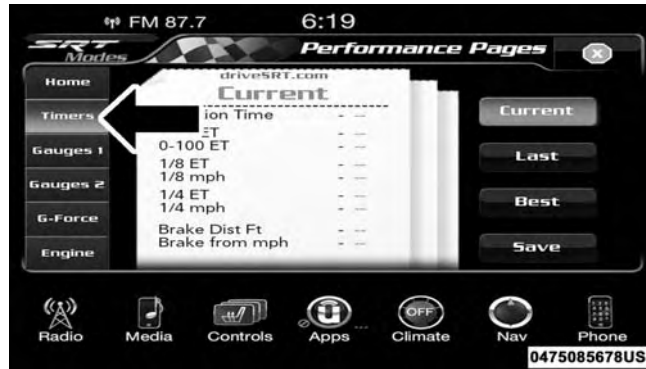 FM 87.7 6:19
SRT Modes Performance Pages
Home
Timers
Gauges 1
Gauges 2
G-Force
Engine
driveSRT.com
Current
ion Time - --
ET - --
0-100 ET - --
1/8 ET - --
1/8 mph - --
1/4 ET - --
1/4 mph - --
Brake Dist Ft - --
Brake from mph - --
Current
Last
Best
Save
OFF
Radio Media Controls Apps ... Climate Nav Phone
0475085678US